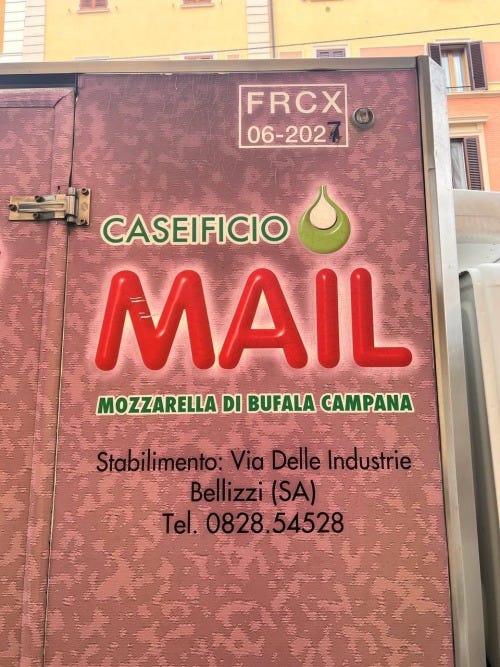 FRCX
06-2027
CASEIFICIO
MAIL
MOZZARELLA DI BUFALA CAMPANA
Stabilimento: Via Delle Industrie
Bellizzi (SA)
Tel. 0828.54528